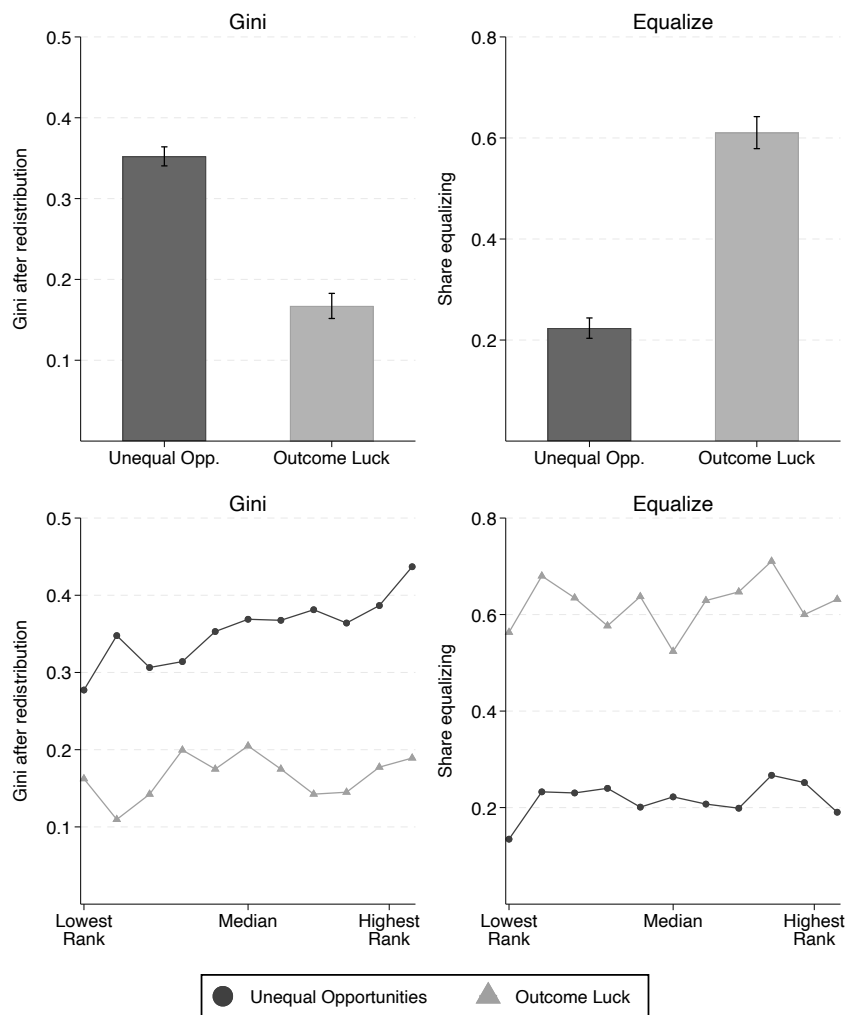 Gini
Gini after redistribution
0.5
0.4
0.3
0.2
0.1
Unequal Opp.
Outcome Luck
Equalize
Share equalizing
0.8
0.6
0.4
0.2
Unequal Opp.
Outcome Luck
Gini
Gini after redistribution
0.5
0.4
0.3
0.2
0.1
Lowest
Rank
Median
Highest
Rank
Equalize
Share equalizing
0.8
0.6
0.4
0.2
Lowest
Rank
Median
Highest
Rank
Unequal Opportunities
Outcome Luck